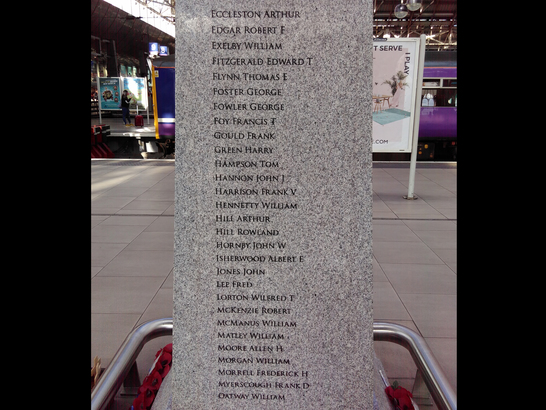 Eccleston Arthur
Edgar Robert F
Exelby William
Fitzgerald Edward T
Flynn Thomas E
Foster George
Fowler George
Foy Francis T
Gould Frank
Green Harry
Hampson Tom
Hannon John J
Harrison Frank V
Hennetty William
Hill Arthur
Hill Rowland
Hornby John W
Isherwood Albert E
Jones John
Lee Fred
Lorton Wilfred T
McKenzie Robert
McManus William
Matley William
Moore Allen H
Morgan William
Morrell Frederick H
Myerscough Frank D
Oatway William
T SERVE
I PLAY
E.COM